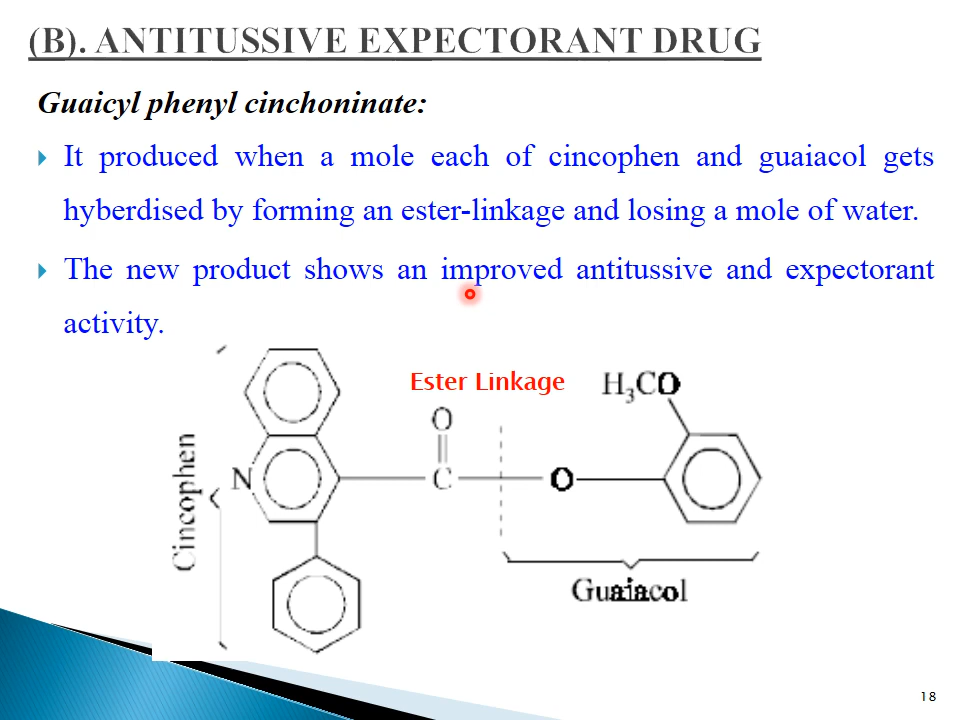 (B). ANTITUSSIVE EXPECTORANT DRUG
Guaicyl phenyl cinchoninate:
It produced when a mole each of cincophen and guaiacol gets
hyberdised by forming an ester-linkage and losing a mole of water.
The new product shows an improved antitussive and expectorant
activity.
Ester Linkage
H₃CO
O
Cincophen
N
C
O
Guaiacol
18